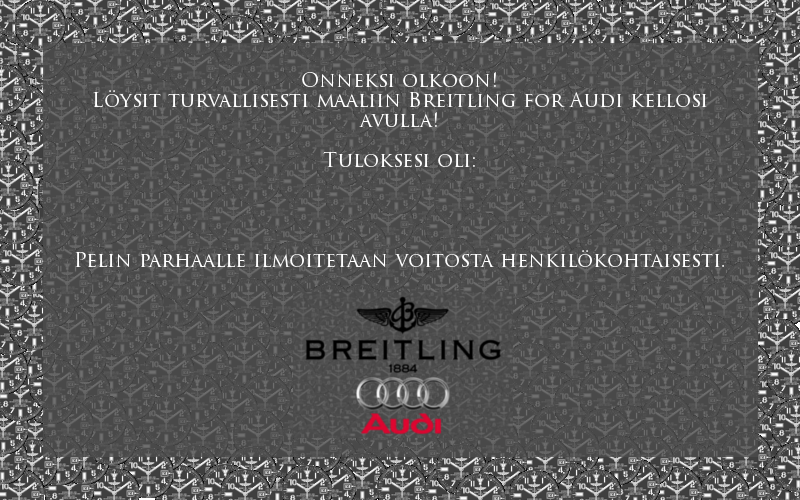 Onneksi olkoon!
Löysit turvallisesti maaliin Breitling for Audi kellosi
avulla!
Tuloksesi oli:
Pelin parhaalle ilmoitetaan voitosta henkilökohtaisesti.
B
BREITLING
1884
Audi